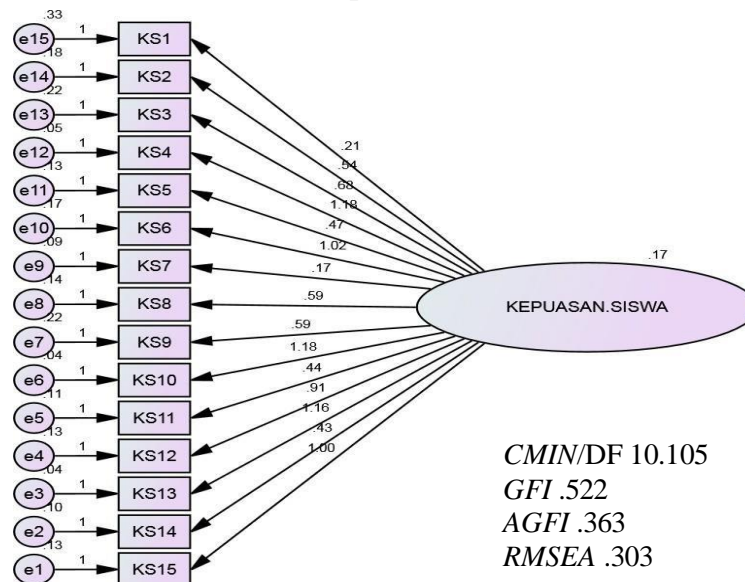 .33
e15 1 KS1
.18
e14 1 KS2
.22
e13 1 KS3
.05
e12 1 KS4
.13
e11 1 KS5
.17
e10 1 KS6
.09
e9 1 KS7
.14
e8 1 KS8
.22
e7 1 KS9
.04
e6 1 KS10
.11
e5 1 KS11
.13
e4 1 KS12
.04
e3 1 KS13
.10
e2 1 KS14
.13
e1 1 KS15
.21
.54
.68
1.18
.47
1.02
.17
.59
.59
1.18
.44
.91
1.16
.43
1.00
.17
KEPUASAN.SISWA
CMIN/DF 10.105
GFI .522
AGFI .363
RMSEA .303